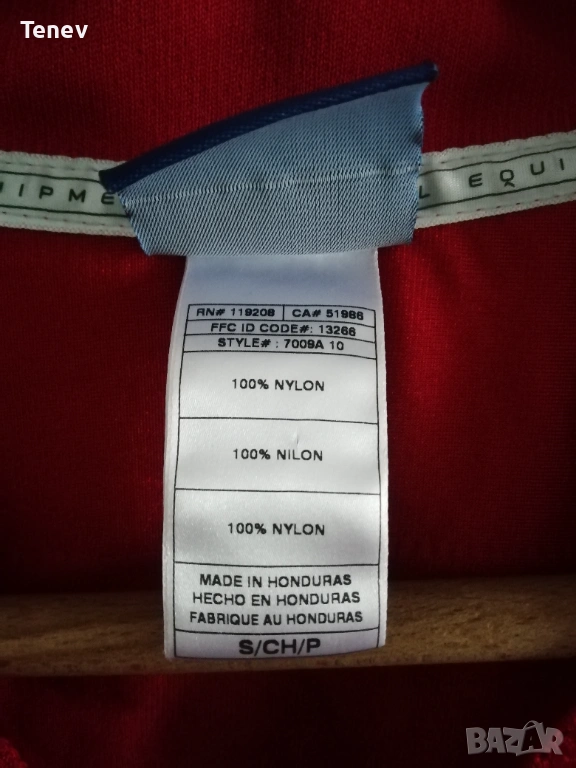 Tenev
UIPME L EQUI
RN# 119208 CA# 51986
FFC ID CODE#: 13266
STYLE# : 7009A 10
100% NYLON
100% NILON
100% NYLON
MADE IN HONDURAS
HECHO EN HONDURAS
FABRIQUE AU HONDURAS
S/CH/P
BAZAR